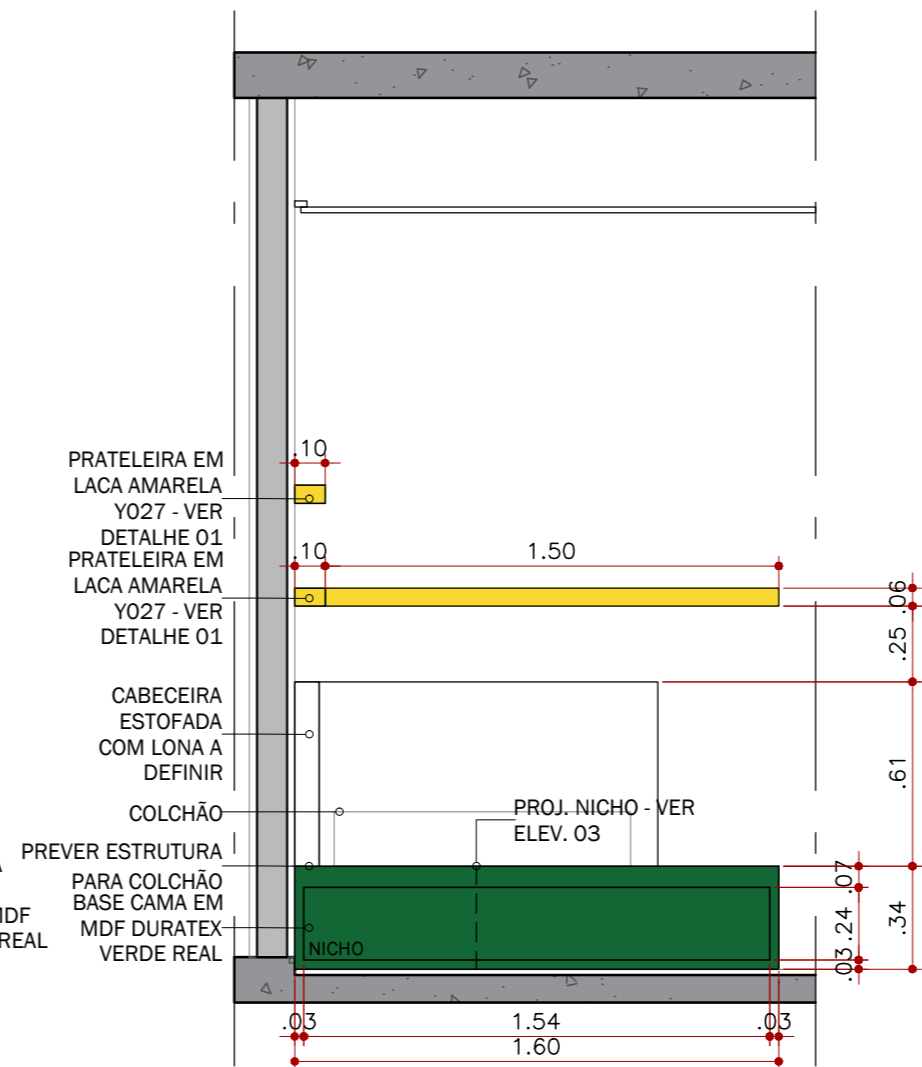 .10
PRATELEIRA EM
LACA AMARELA
Y027 - VER
DETALHE 01
.10
1.50
PRATELEIRA EM
LACA AMARELA
Y027 - VER
DETALHE 01
.06
.25
CABECEIRA
ESTOFADA
COM LONA A
DEFINIR
.61
COLCHÃO
PROJ. NICHO - VER
ELEV. 03
PREVER ESTRUTURA
PARA COLCHÃO
A
MDF
REAL
BASE CAMA EM
MDF DURATEX
VERDE REAL
NICHO
.07
.24
.03
.34
.03
1.54
.03
1.60